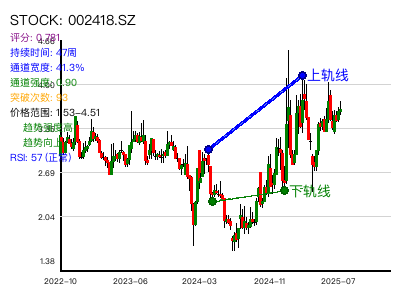 STOCK: 002418.SZ
评分: 0.781
持续时间: 47周
通道宽度: 41.3%
通道强度: 0.90
突破次数: 93
价格范围: 1.53-4.51
趋势强度高
趋势向上
RSI: 57 (正常)
上轨线
下轨线
2.69
2.04
1.38
2022-10
2023-06
2024-03
2024-11
2025-07